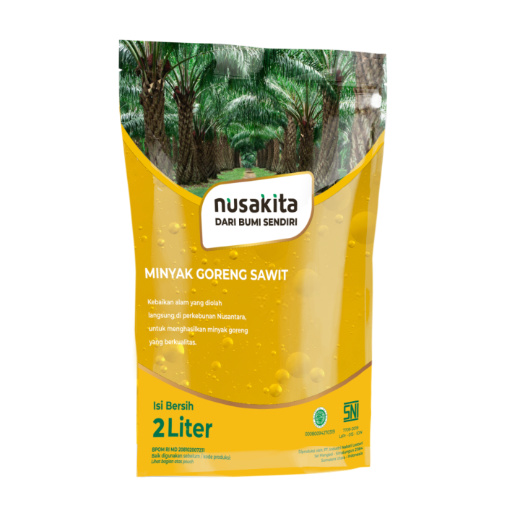 nusakita
DARI BUMI SENDIRI
MINYAK GORENG SAWIT
Kebaikan alam yang diolah
langsung di perkebunan Nusantara,
untuk menghasilkan minyak goreng
yang berkualitas.
Isi Bersih
2 Liter
SNI